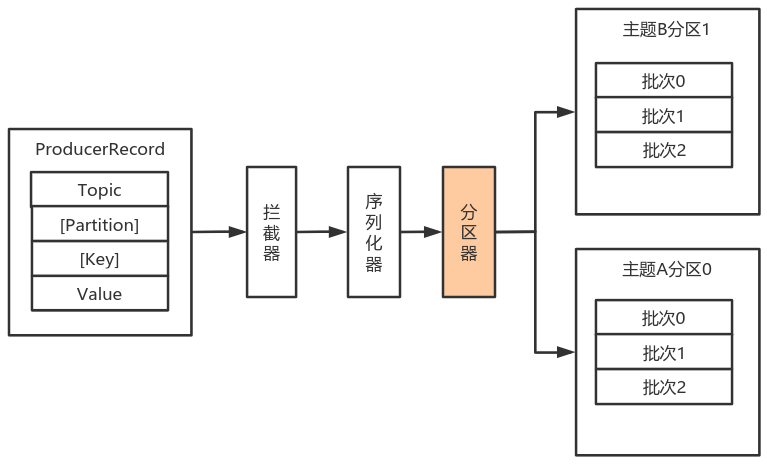 ProducerRecord
Topic
[Partition]
[Key]
Value
拦截器
序列化器
分区器
主题B分区1
批次0
批次1
批次2
主题A分区0
批次0
批次1
批次2